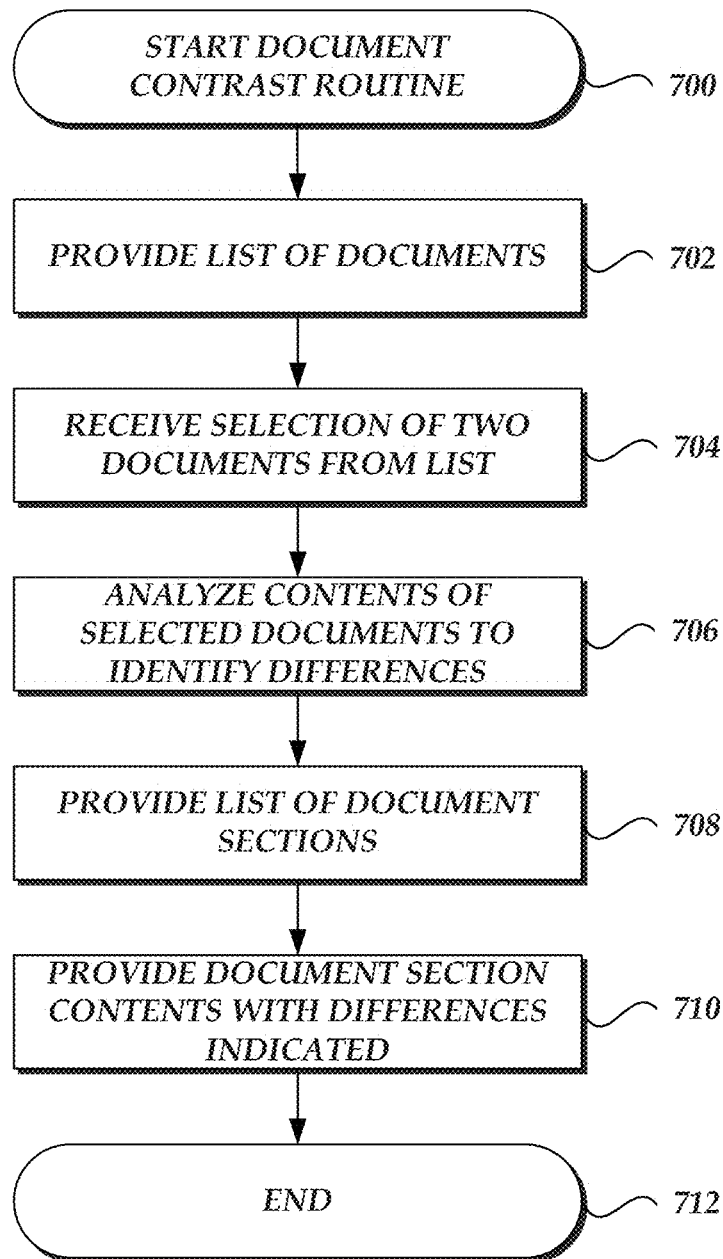 START DOCUMENT
CONTRAST ROUTINE
700
PROVIDE LIST OF DOCUMENTS
702
RECEIVE SELECTION OF TWO
DOCUMENTS FROM LIST
704
ANALYZE CONTENTS OF
SELECTED DOCUMENTS TO
IDENTIFY DIFFERENCES
706
PROVIDE LIST OF DOCUMENT
SECTIONS
708
PROVIDE DOCUMENT SECTION
CONTENTS WITH DIFFERENCES
INDICATED
710
END
712